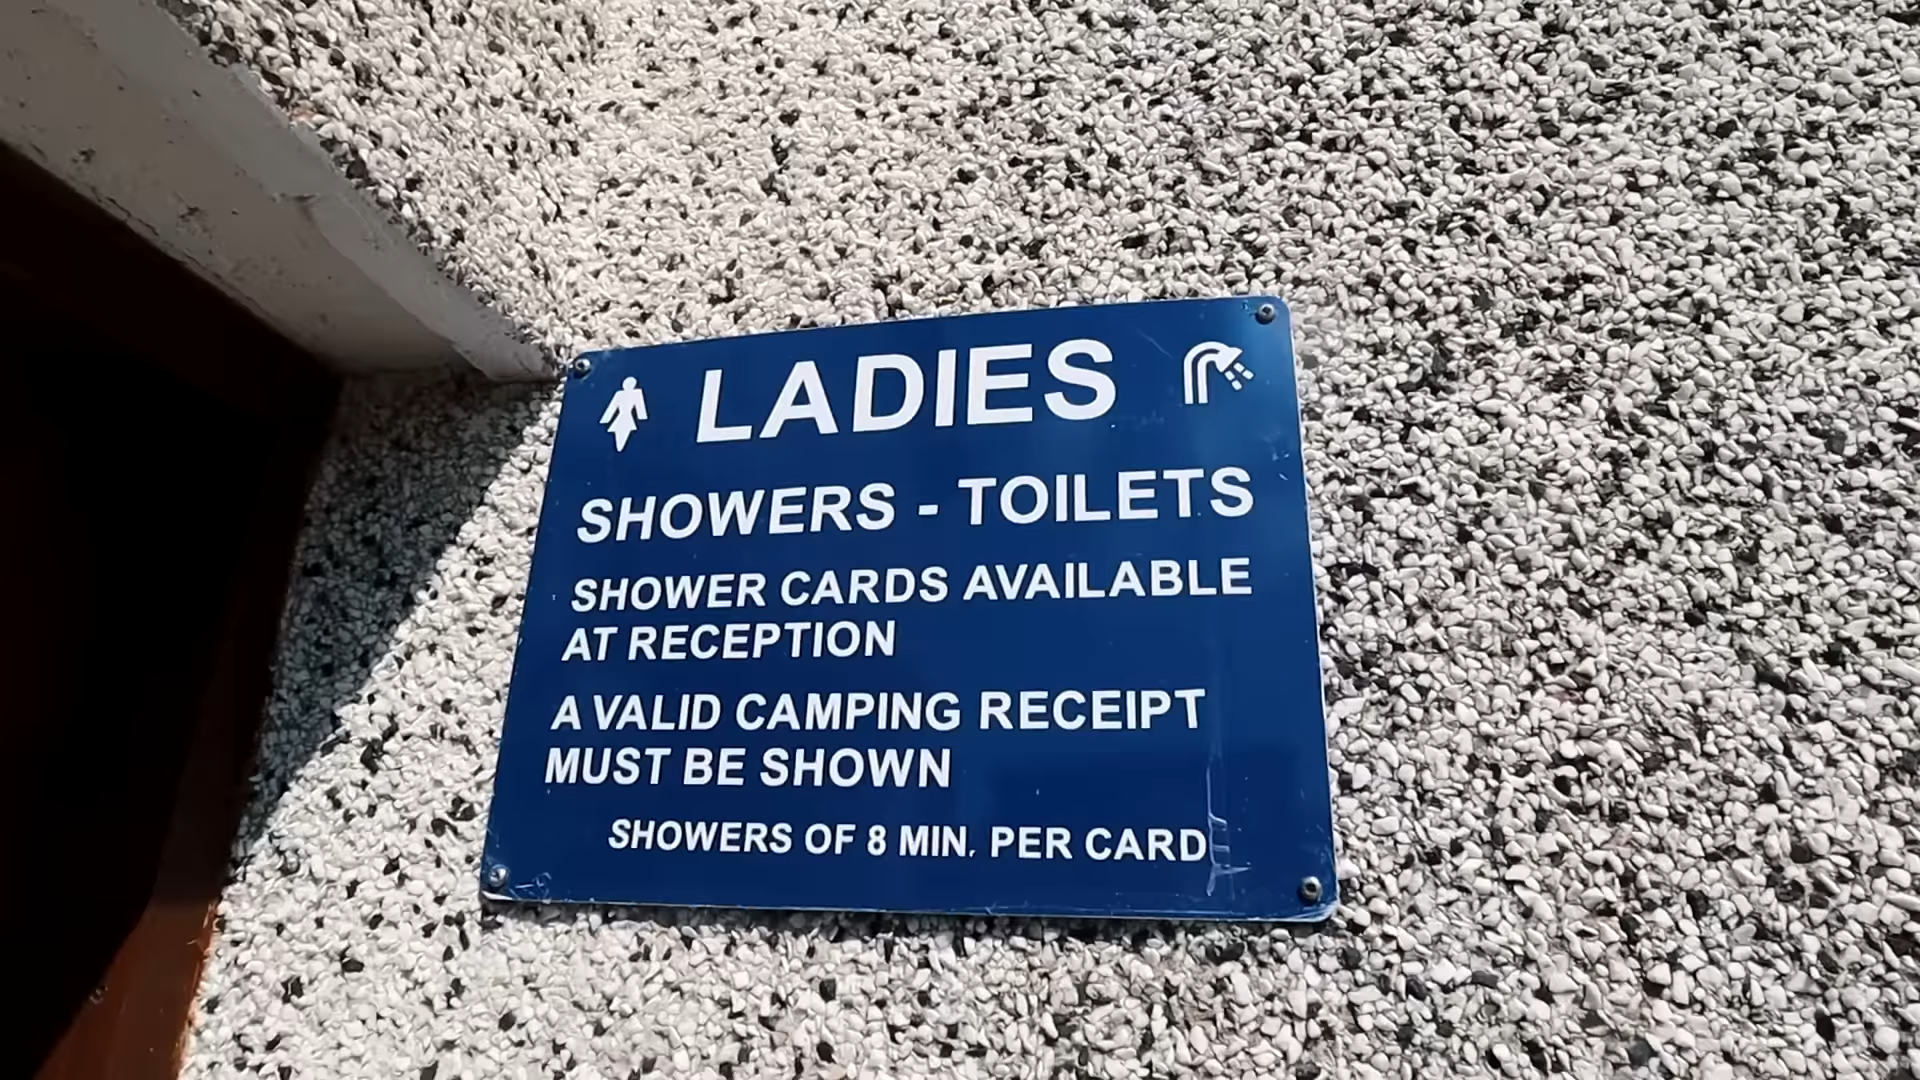 LADIES
SHOWERS - TOILETS
SHOWER CARDS AVAILABLE
AT RECEPTION
A VALID CAMPING RECEIPT
MUST BE SHOWN
SHOWERS OF 8 MIN. PER CARD